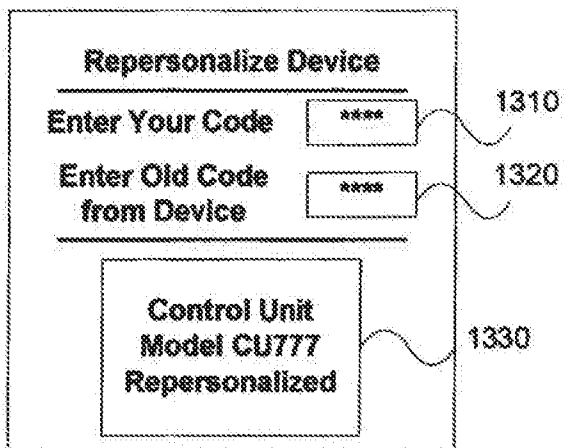 Repersonalize Device
Enter Your Code **** 1310
Enter Old Code
from Device **** 1320
Control Unit
Model CU777
Repersonalized
1330